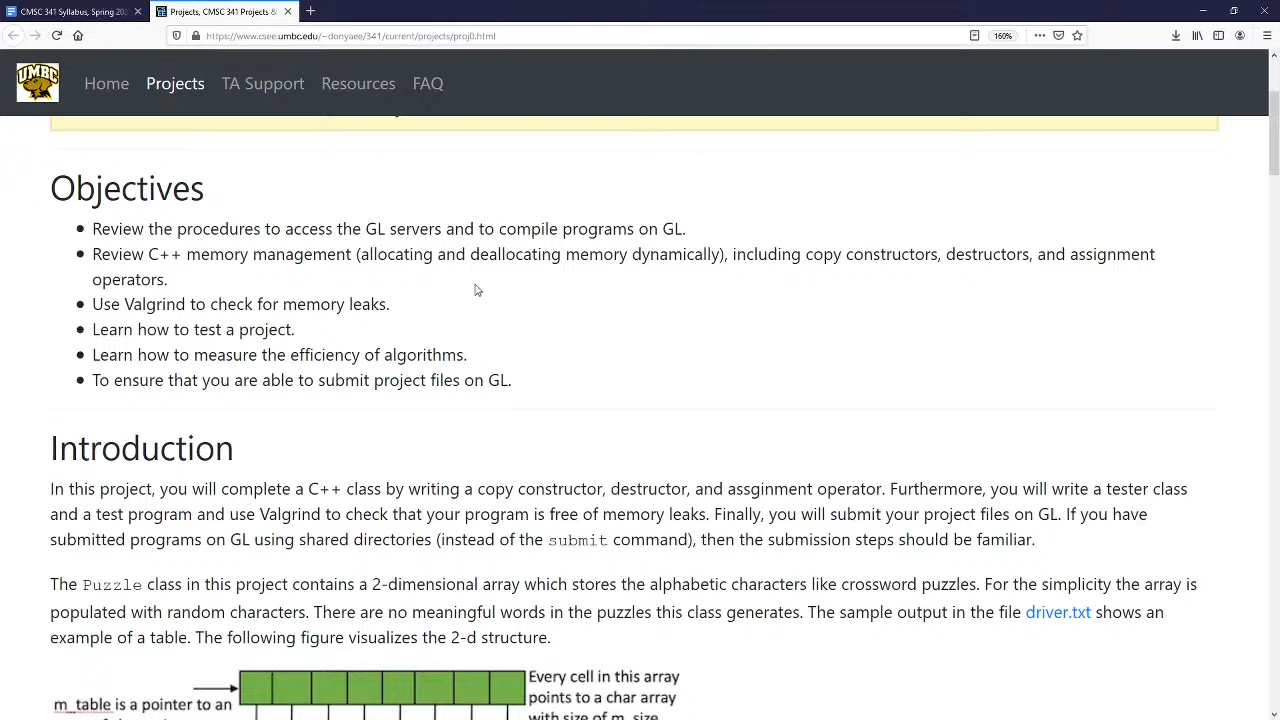 CMSC 341 Syllabus, Spring 202
Projects, CMSC 341 Projects &
https://www.csee.umbc.edu/~donyaee/341/current/projects/proj0.html
160%
UMBC
Home Projects TA Support Resources FAQ
Objectives
Review the procedures to access the GL servers and to compile programs on GL.
Review C++ memory management (allocating and deallocating memory dynamically), including copy constructors, destructors, and assignment
operators.
Use Valgrind to check for memory leaks.
Learn how to test a project.
Learn how to measure the efficiency of algorithms.
To ensure that you are able to submit project files on GL.
Introduction
In this project, you will complete a C++ class by writing a copy constructor, destructor, and assginment operator. Furthermore, you will write a tester class
and a test program and use Valgrind to check that your program is free of memory leaks. Finally, you will submit your project files on GL. If you have
submitted programs on GL using shared directories (instead of the submit command), then the submission steps should be familiar.
The Puzzle class in this project contains a 2-dimensional array which stores the alphabetic characters like crossword puzzles. For the simplicity the array is
populated with random characters. There are no meaningful words in the puzzles this class generates. The sample output in the file driver.txt shows an
example of a table. The following figure visualizes the 2-d structure.
Every cell in this array
m_table is a pointer to an
points to a char array
with size of m_size